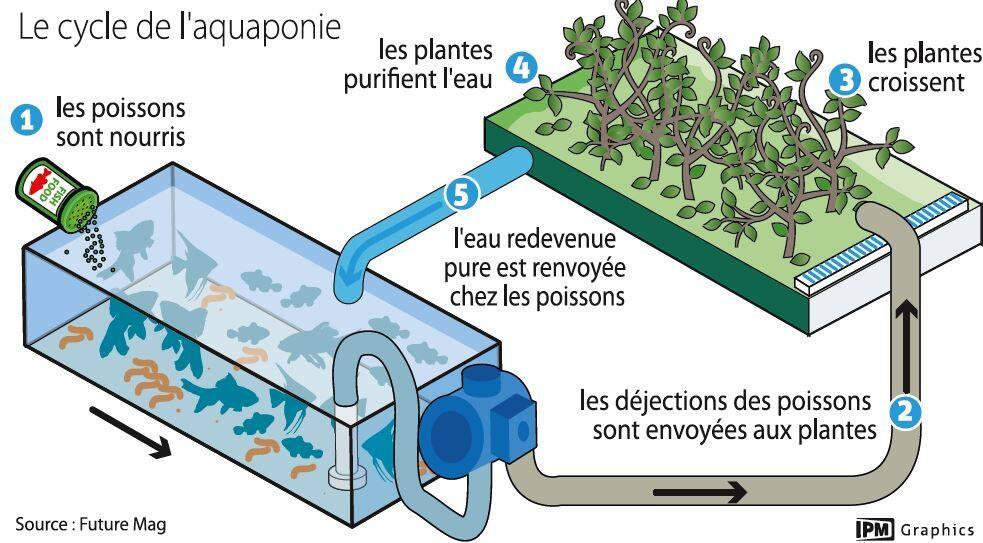 Le cycle de l'aquaponie
1
les poissons
sont nourris
FISH
FOOD
les plantes
purifient l'eau
4
3
les plantes
croissent
5
l'eau redevenue
pure est renvoyée
chez les poissons
les déjections des poissons
sont envoyées aux plantes
2
Source : Future Mag
IPM Graphics